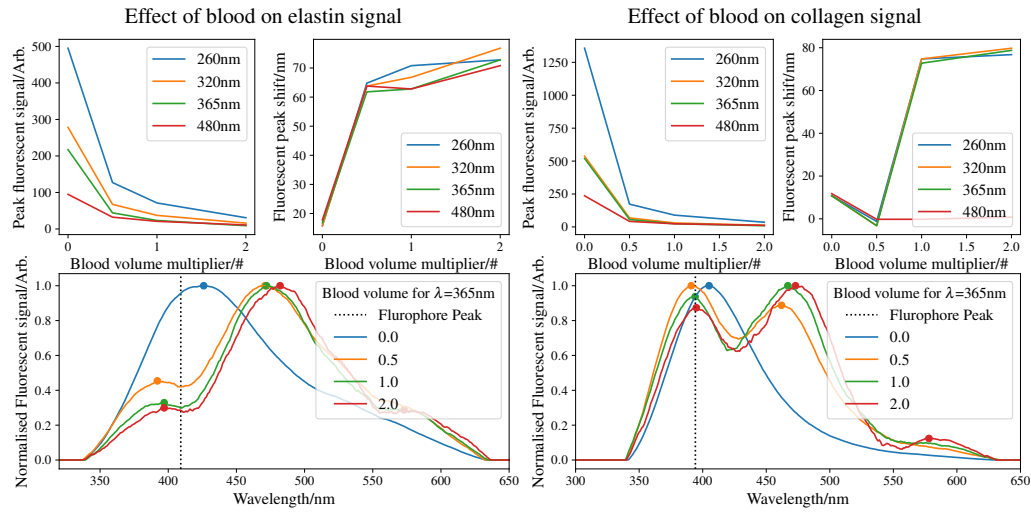 Effect of blood on elastin signal
Effect of blood on collagen signal
Peak fluorescent signal/Arb.
500
400
300
200
100
0
0
1
2
260nm
320nm
365nm
480nm
Blood volume multiplier/#
Fluorescent peak shift/nm
70
60
50
40
30
20
0
1
2
260nm
320nm
365nm
480nm
Blood volume multiplier/#
Peak fluorescent signal/Arb.
1250
1000
750
500
250
0
0.0
0.5
1.0
1.5
2.0
260nm
320nm
365nm
480nm
Blood volume multiplier/#
Fluorescent peak shift/nm
80
60
40
20
0
0.0
0.5
1.0
1.5
2.0
260nm
320nm
365nm
480nm
Blood volume multiplier/#
Normalised Fluorescent signal/Arb.
1.0
0.8
0.6
0.4
0.2
0.0
350
400
450
500
550
600
650
Wavelength/nm
Blood volume for λ=365nm
Flurophore Peak
0.0
0.5
1.0
2.0
Normalised Fluorescent signal/Arb.
1.0
0.8
0.6
0.4
0.2
0.0
300
350
400
450
500
550
600
650
Wavelength/nm
Blood volume for λ=365nm
Flurophore Peak
0.0
0.5
1.0
2.0